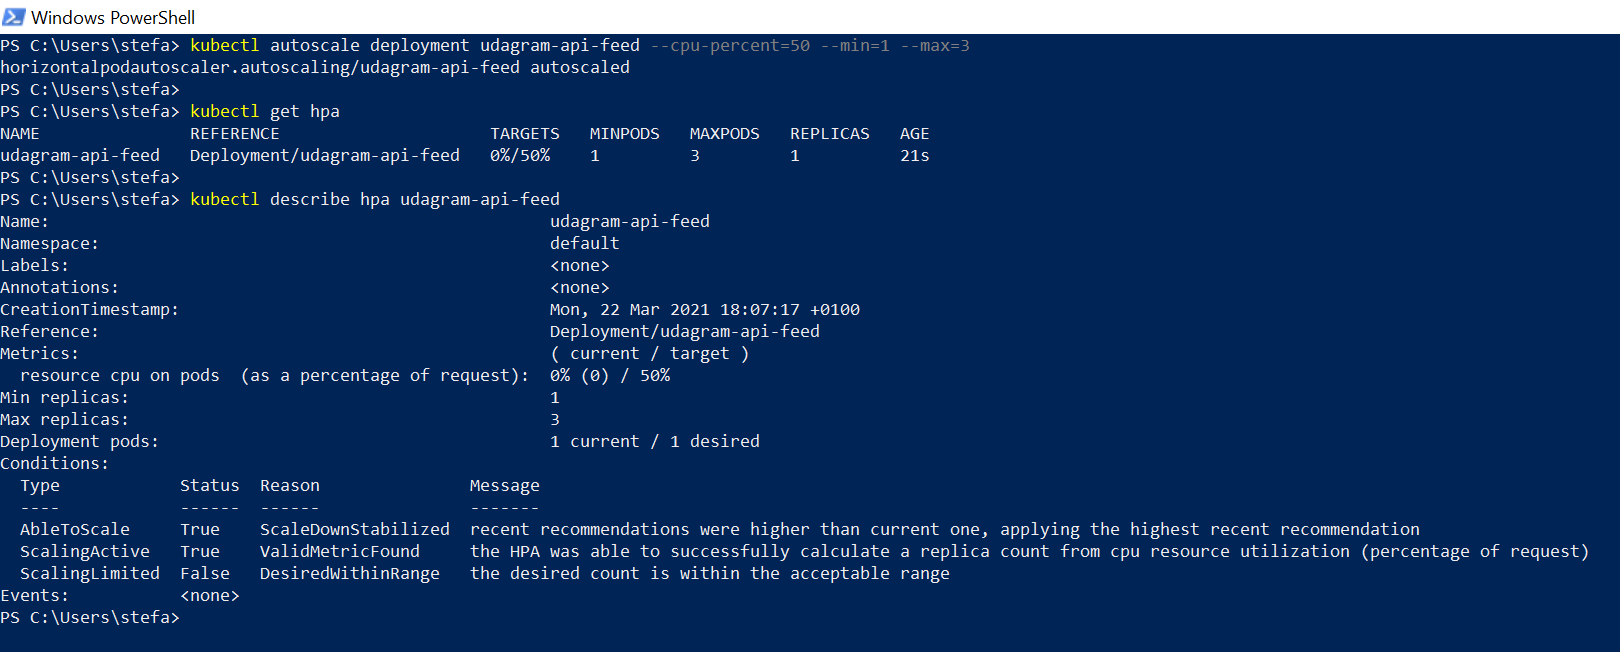 Windows PowerShell
PS C:\Users\stefa> kubectl autoscale deployment udagram-api-feed --cpu-percent=50 --min=1 --max=3
horizontalpodautoscaler.autoscaling/udagram-api-feed autoscaled
PS C:\Users\stefa>
PS C:\Users\stefa> kubectl get hpa
NAME               REFERENCE                     TARGETS   MINPODS   MAXPODS   REPLICAS   AGE
udagram-api-feed   Deployment/udagram-api-feed   0%/50%    1         3         1          21s
PS C:\Users\stefa>
PS C:\Users\stefa> kubectl describe hpa udagram-api-feed
Name:                                                  udagram-api-feed
Namespace:                                             default
Labels:                                                <none>
Annotations:                                           <none>
CreationTimestamp:                                     Mon, 22 Mar 2021 18:07:17 +0100
Reference:                                             Deployment/udagram-api-feed
Metrics:                                               ( current / target )
  resource cpu on pods  (as a percentage of request):  0% (0) / 50%
Min replicas:                                          1
Max replicas:                                          3
Deployment pods:                                       1 current / 1 desired
Conditions:
  Type            Status  Reason               Message
  ----            ------  ------               -------
  AbleToScale     True    ScaleDownStabilized  recent recommendations were higher than current one, applying the highest recent recommendation
  ScalingActive   True    ValidMetricFound     the HPA was able to successfully calculate a replica count from cpu resource utilization (percentage of request)
  ScalingLimited  False   DesiredWithinRange   the desired count is within the acceptable range
Events:           <none>
PS C:\Users\stefa>